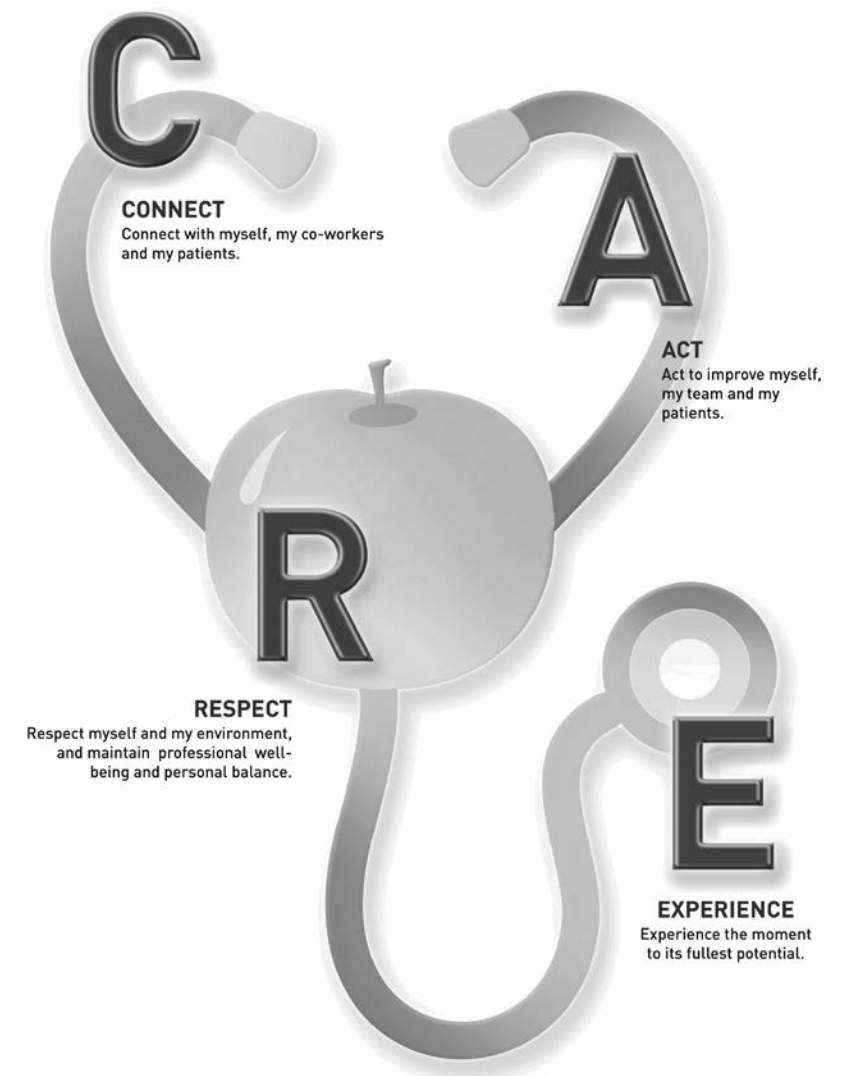 C
CONNECT
Connect with myself, my co-workers
and my patients.
A
ACT
Act to improve myself,
my team and my
patients.
R
RESPECT
Respect myself and my environment,
and maintain professional well-
being and personal balance.
E
EXPERIENCE
Experience the moment
to its fullest potential.